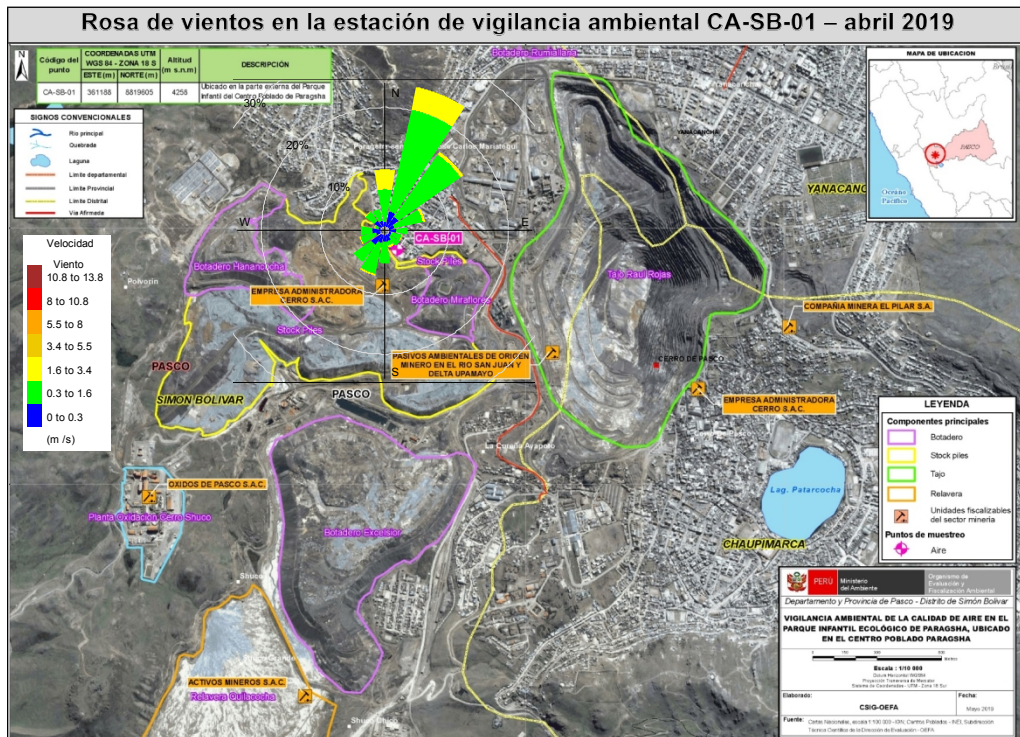 Rosa de vientos en la estación de vigilancia ambiental CA-SB-01 – abril 2019
N
Código del punto
COORDENADAS UTM
WGS 84 - ZONA 18 S
ESTE (m)
NORTE (m)
Altitud (m s.n.m)
DESCRIPCIÓN
CA-SB-01
361188
8819605
4258
Ubicado en la parte externa del Parque
Infantil del Centro Poblado de Paragsha
SIGNOS CONVENCIONALES
Río principal
Quebrada
Laguna
Límite departamental
Límite Provincial
Límite Distrital
Vía Afirmada
Velocidad
Viento
10.8 to 13.8
8 to 10.8
5.5 to 8
3.4 to 5.5
1.6 to 3.4
0.3 to 1.6
0 to 0.3
(m /s)
30%
20%
10%
N
W
E
S
CA-SB-01
Botadero Rumiallana
YANACANCHA
YANACANC
MAPA DE UBICACION
PASCO
Oceano
Pacifico
Polvorin
Botadero Hanancocha
Stock Piles
Stock Piles
Botadero Miraflores
Tajo Raúl Rojas
EMPRESA ADMINISTRADORA
CERRO S.A.C.
COMPAÑIA MINERA EL PILAR S.A.
PASIVOS AMBIENTALES DE ORIGEN
MINERO EN EL RIO SAN JUAN Y
DELTA UPAMAYO
CERRO DE PASCO
EMPRESA ADMINISTRADORA
CERRO S.A.C.
PASCO
SIMON BOLIVAR
PASCO
OXIDOS DE PASCO S.A.C.
Planta Oxidación Cerro Shuco
Botadero Excelsior
Lag. Patarcocha
CHAUPIMARCA
Shuco
ACTIVOS MINEROS S.A.C.
Relavera Quilacocha
Shuco Chico
LEYENDA
Componentes principales
Botadero
Stock piles
Tajo
Relavera
Unidades fiscalizables
del sector minería
Puntos de muestreo
Aire
PERÚ
Ministerio
del Ambiente
Organismo de
Evaluación y
Fiscalización Ambiental
Departamento y Provincia de Pasco - Distrito de Simón Bolívar
VIGILANCIA AMBIENTAL DE LA CALIDAD DE AIRE EN EL
PARQUE INFANTIL ECOLÓGICO DE PARAGSHA, UBICADO
EN EL CENTRO POBLADO PARAGSHA
Escala : 1/10 000
Elaborado:
CSIG-OEFA
Fecha:
Mayo 2019
Fuente: